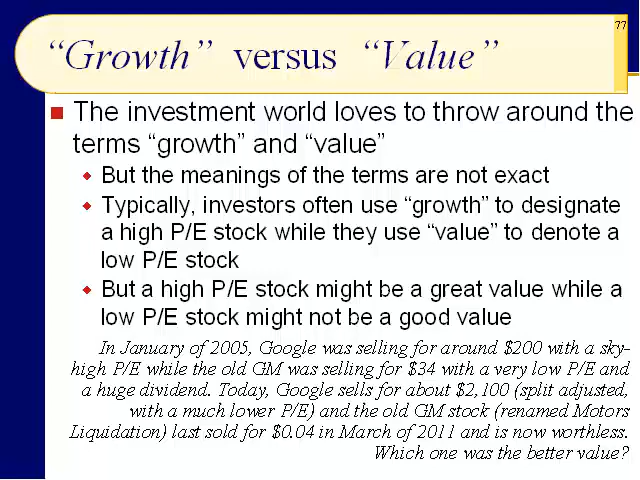 77
“Growth” versus “Value”
The investment world loves to throw around the
terms “growth” and “value”
But the meanings of the terms are not exact
Typically, investors often use “growth” to designate
a high P/E stock while they use “value” to denote a
low P/E stock
But a high P/E stock might be a great value while a
low P/E stock might not be a good value
In January of 2005, Google was selling for around $200 with a sky-
high P/E while the old GM was selling for $34 with a very low P/E and
a huge dividend. Today, Google sells for about $2,100 (split adjusted,
with a much lower P/E) and the old GM stock (renamed Motors
Liquidation) last sold for $0.04 in March of 2011 and is now worthless.
Which one was the better value?